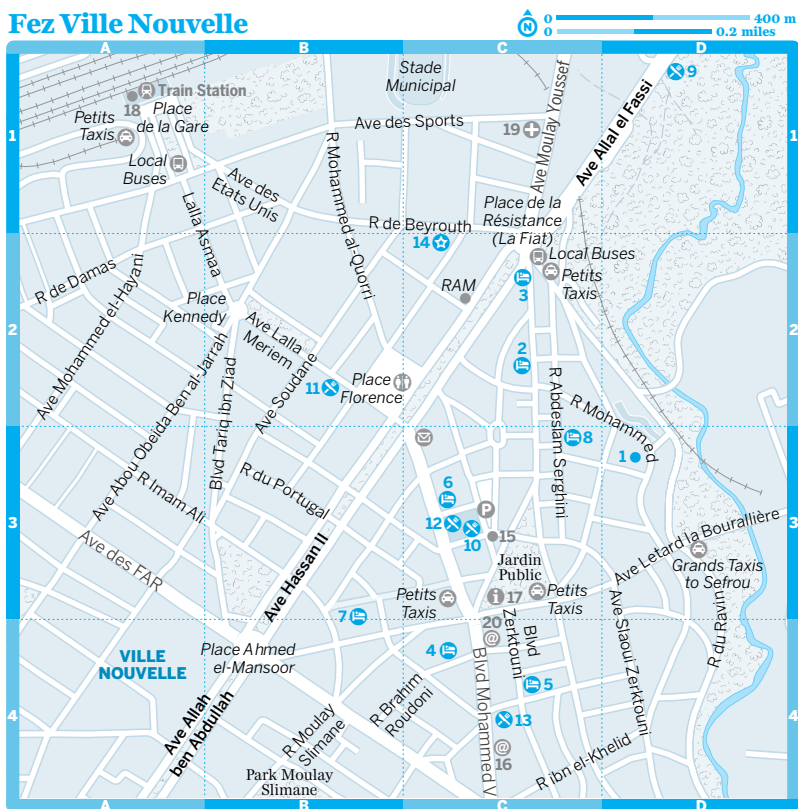 Fez Ville Nouvelle
N
0 400 m
0 0.2 miles
A B C D
1
1
2
2
3
3
4
4
A B C D
Train Station
18
Place
de la Gare
Petits
Taxis
Local
Buses
Stade
Municipal
Ave des Sports
19
Ave Moulay Youssef
Ave Allal el Fassi
9
Ave des
Etats Unis
Lalla Asmaa
R Mohammed al-Quorri
R de Beyrouth
14
Place de la
Résistance
(La Fiat)
Local Buses
Petits
Taxis
3
RAM
R de Damas
Ave Mohammed el-Hayani
Place
Kennedy
Ave Lalla
Meriem
Ave Soudane
11
Place
Florence
2
R Abdeslam Serghini
R Mohammed
8
1
Ave Abou Obeida Ben al-Jarrah
Blvd Tariq ibn Ziad
R Imam Ali
R du Portugal
6
P
12
10
15
Jardin
Public
Ave Letard la Bourallière
Grands Taxis
to Sefrou
Ave des FAR
Ave Hassan II
7
Petits
Taxis
i
17
Petits
Taxis
20
@
Blvd
Zerktouni
Ave Slaoui Zerktouni
R du Ravin
VILLE
NOUVELLE
Place Ahmed
el-Mansoor
4
5
Blvd Mohammed V
13
@
16
Ave Allah
ben Abdullah
R Moulay
Slimane
R Brahim
Roudoni
Park Moulay
Slimane
R ibn el-Khelid